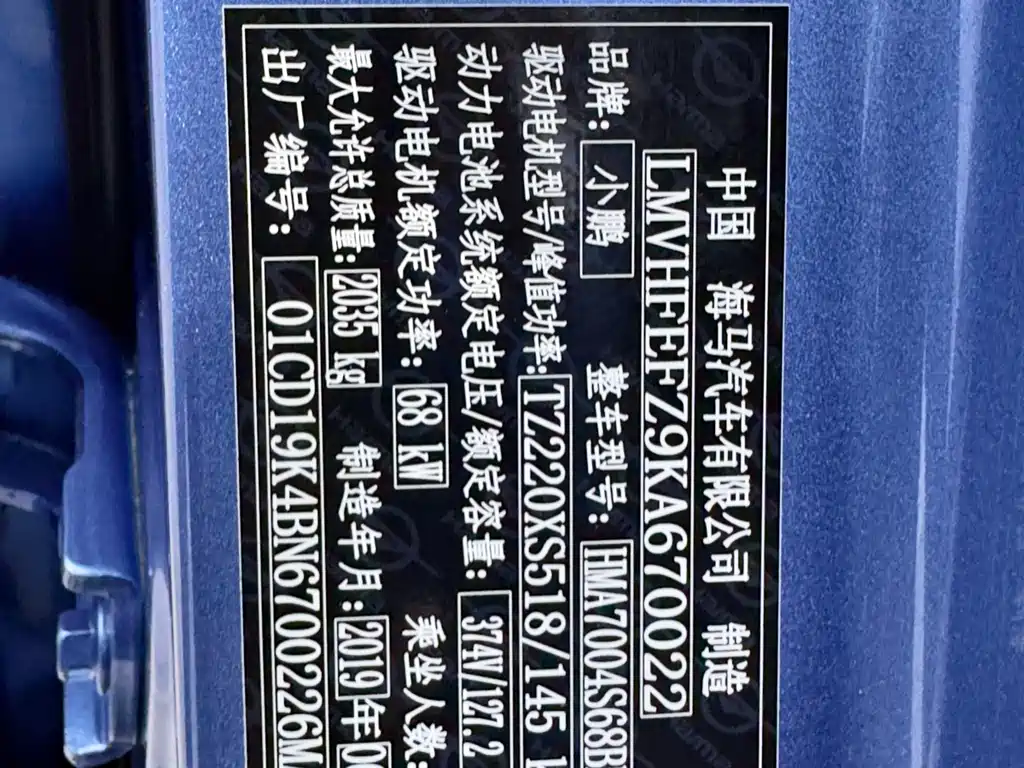 中国 海马汽车有限公司 制造
LMVHFEFZ9KA670022
品牌: 小鹏 整车型号: HMA7004S68B
驱动电机型号/峰值功率: TZ220XS518/145
动力电池系统额定电压/额定容量: 374V/127.2
驱动电机额定功率: 68 kW 乘坐人数:
最大允许总质量: 2035 kg 制造年月: 2019年0
出厂编号: 01CD19K4BN6700226M